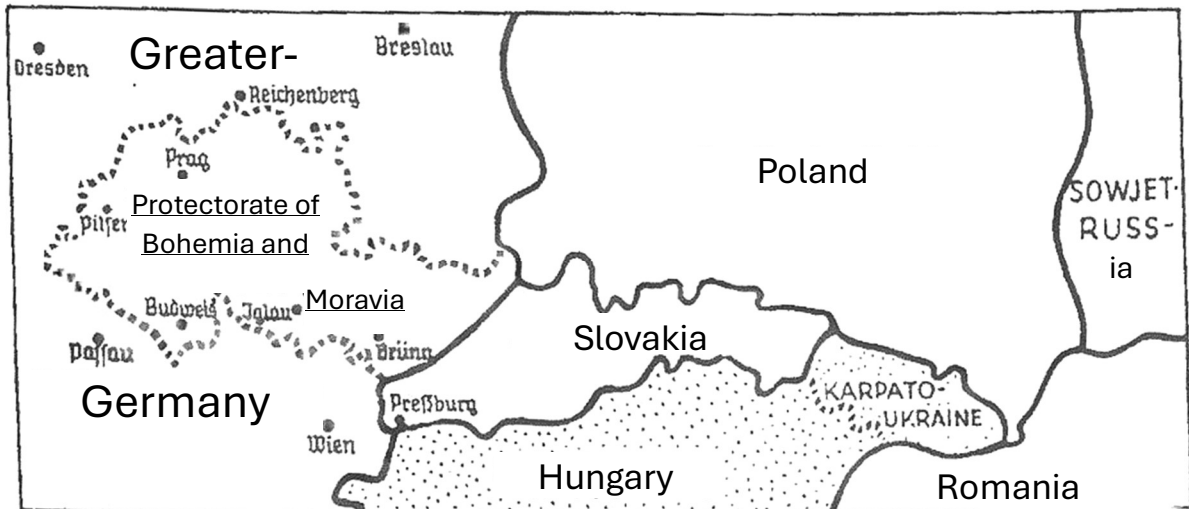 Dresden
Greater-
Breslau
Reichenberg
Prag
Poland
Pilsen
Protectorate of
Bohemia and
SOWJET-
RUSS-
ia
Budweis
Iglau
Moravia
Slovakia
Passau
Brünn
Germany
Preßburg
KARPATO-
UKRAINE
Wien
Hungary
Romania